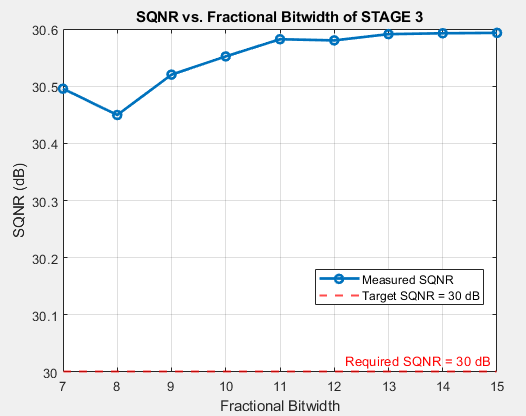 SQNR vs. Fractional Bitwidth of STAGE 3
30.6
30.5
30.4
30.3
30.2
30.1
30
SQNR (dB)
Measured SQNR
Target SQNR = 30 dB
Required SQNR = 30 dB
7 8 9 10 11 12 13 14 15
Fractional Bitwidth